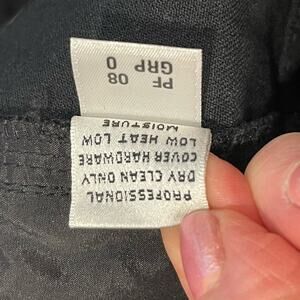 PROFESSIONAL
DRY CLEAN ONLY
COVER HARDWARE
LOW HEAT LOW
MOISTURE
GRP 0
PF 08